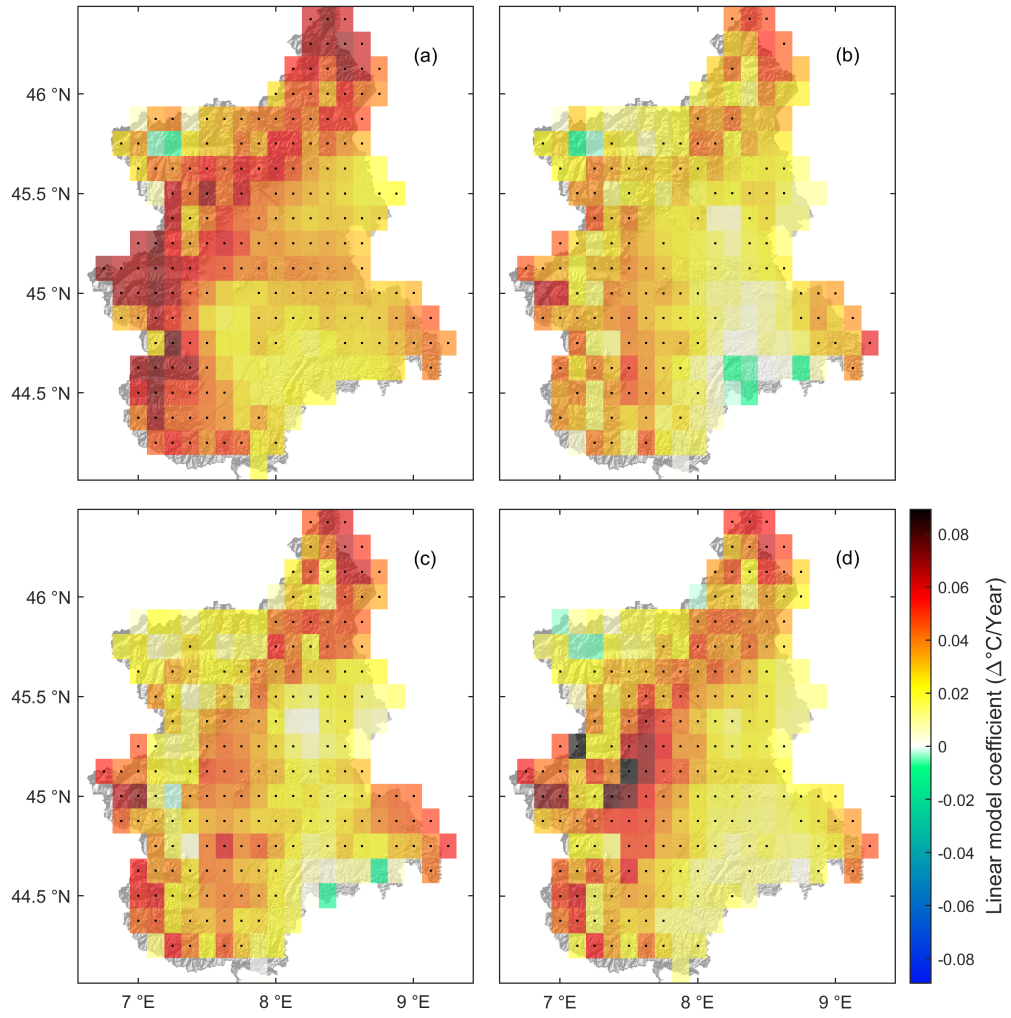 (a)
(b)
46 °N
45.5 °N
45 °N
44.5 °N
(c)
(d)
46 °N
45.5 °N
45 °N
44.5 °N
7 °E
8 °E
9 °E
7 °E
8 °E
9 °E
0.08
0.06
0.04
0.02
0
-0.02
-0.04
-0.06
-0.08
Linear model coefficient (Δ°C/Year)